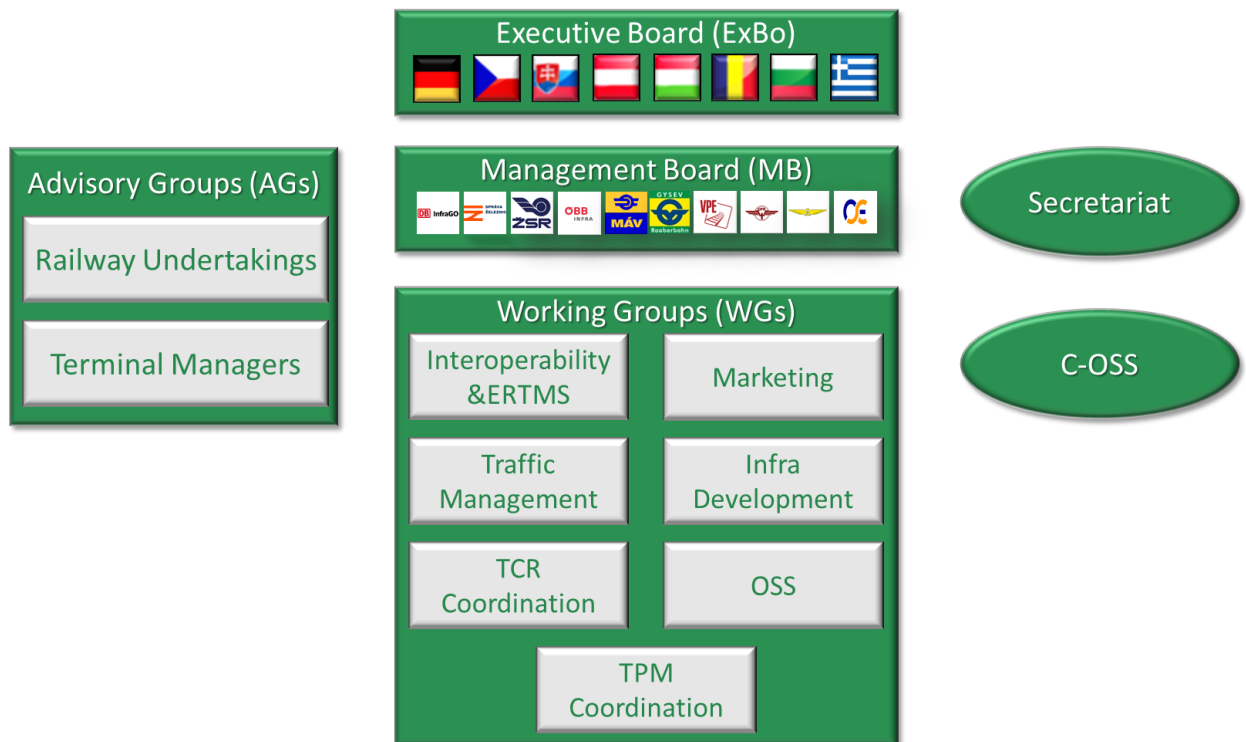 Executive Board (ExBo)
Advisory Groups (AGs)
Railway Undertakings
Terminal Managers
Management Board (MB)
DB InfraGO
SPRÁVA
ŽELEZNIC
ŽSR
ÖBB
INFRA
MÁV
GYSEV
Raaberbahn
VPE
Secretariat
C-OSS
Working Groups (WGs)
Interoperability
&ERTMS
Marketing
Traffic
Management
Infra
Development
TCR
Coordination
OSS
TPM
Coordination